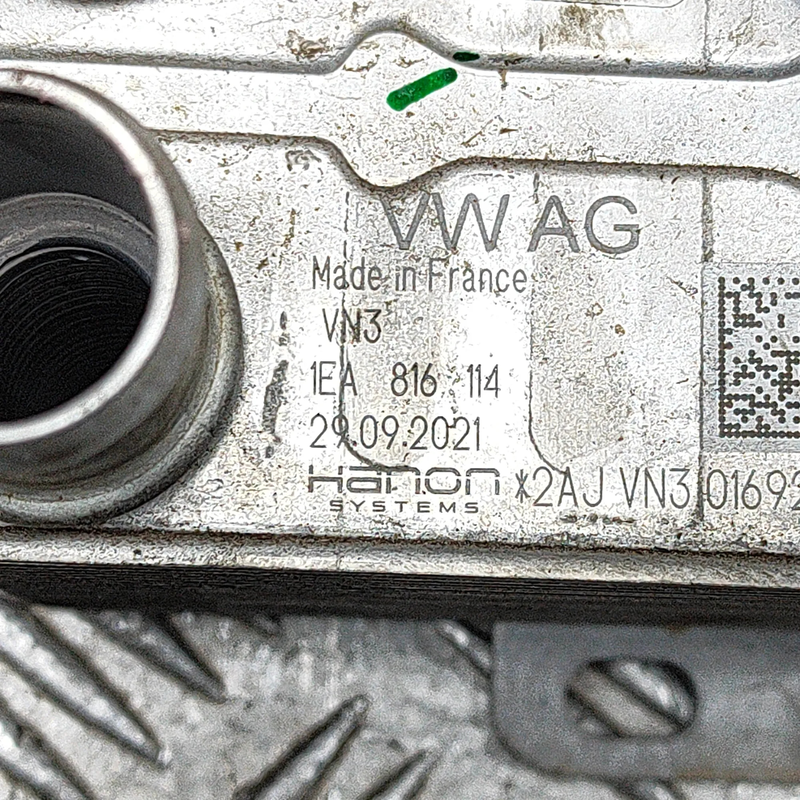 VW AG
Made in France
VN3
1EA 816 114
29.09.2021
Hanon
SYSTEMS
*2AJ VN3 01692